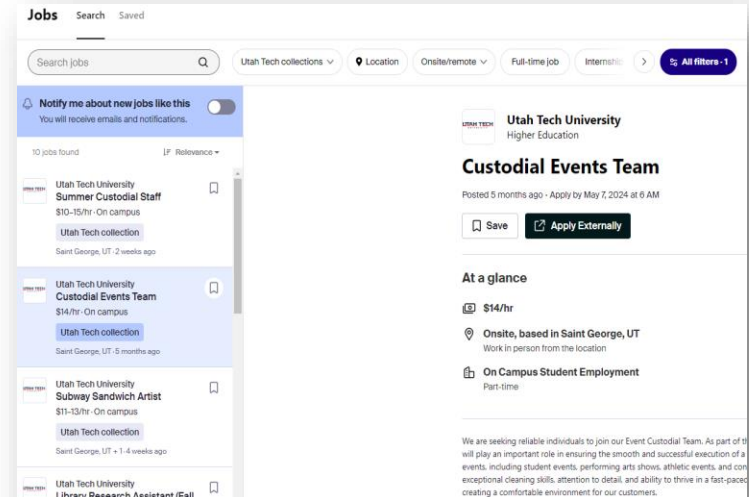 Jobs Search Saved
Search jobs
Utah Tech collections
Location
Onsite/remote
Full-time job
Internship
All filters · 1
Notify me about new jobs like this
You will receive emails and notifications.
10 jobs found
Relevance
Utah Tech University
Summer Custodial Staff
$10–15/hr · On campus
Utah Tech collection
Saint George, UT · 2 weeks ago
Utah Tech University
Custodial Events Team
$14/hr · On campus
Utah Tech collection
Saint George, UT · 5 months ago
Utah Tech University
Subway Sandwich Artist
$11–13/hr · On campus
Utah Tech collection
Saint George, UT + 1 · 4 weeks ago
Utah Tech University
Library Research Assistant (Fall
UTAH TECH
Utah Tech University
Higher Education
Custodial Events Team
Posted 5 months ago · Apply by May 7, 2024 at 6 AM
Save
Apply Externally
At a glance
$14/hr
Onsite, based in Saint George, UT
Work in person from the location
On Campus Student Employment
Part-time
We are seeking reliable individuals to join our Event Custodial Team. As part of
will play an important role in ensuring the smooth and successful execution of a
events, including student events, performing arts shows, athletic events, and con
exceptional cleaning skills, attention to detail, and ability to thrive in a fast-paced
creating a comfortable environment for our customers.